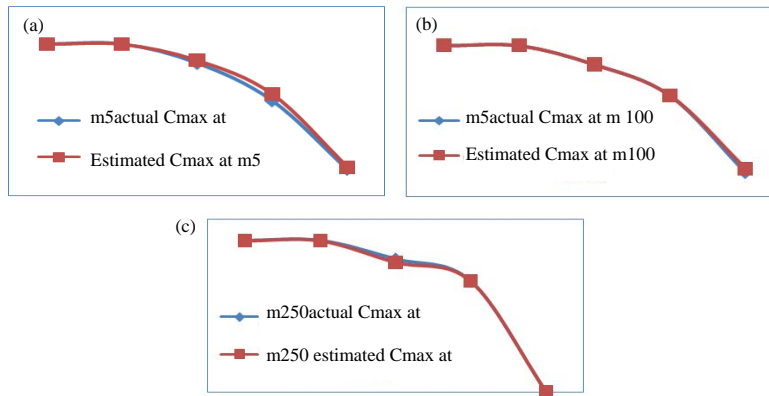 (a)
m5actual Cmax at
Estimated Cmax at m5
(b)
m5actual Cmax at m 100
Estimated Cmax at m100
(c)
m250actual Cmax at
m250 estimated Cmax at